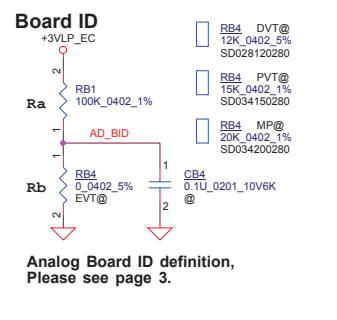 Board ID
+3VLP_EC
2
Ra
RB1
100K_0402_1%
1
AD_BID
1
Rb
RB4
0_0402_5%
EVT@
2
1
CB4
0.1U_0201_10V6K
@
2
RB4 DVT@
12K_0402_5%
SD028120280
RB4 PVT@
15K_0402_1%
SD034150280
RB4 MP@
20K_0402_1%
SD034200280
Analog Board ID definition,
Please see page 3.